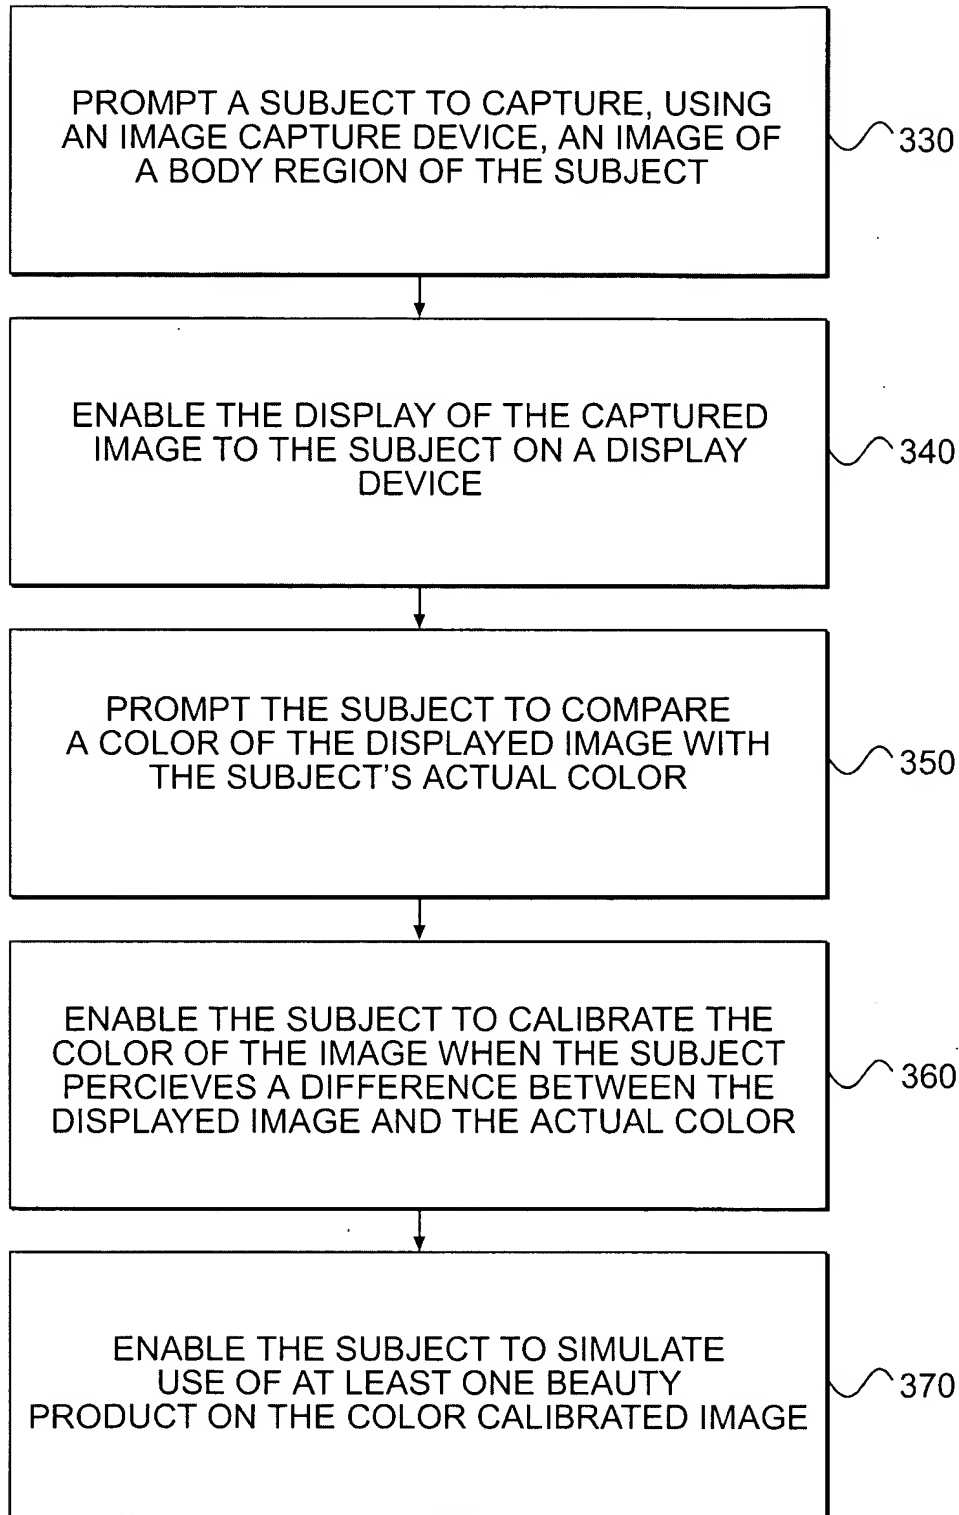 PROMPT A SUBJECT TO CAPTURE, USING
AN IMAGE CAPTURE DEVICE, AN IMAGE OF
A BODY REGION OF THE SUBJECT
330
ENABLE THE DISPLAY OF THE CAPTURED
IMAGE TO THE SUBJECT ON A DISPLAY
DEVICE
340
PROMPT THE SUBJECT TO COMPARE
A COLOR OF THE DISPLAYED IMAGE WITH
THE SUBJECT'S ACTUAL COLOR
350
ENABLE THE SUBJECT TO CALIBRATE THE
COLOR OF THE IMAGE WHEN THE SUBJECT
PERCIEVES A DIFFERENCE BETWEEN THE
DISPLAYED IMAGE AND THE ACTUAL COLOR
360
ENABLE THE SUBJECT TO SIMULATE
USE OF AT LEAST ONE BEAUTY
PRODUCT ON THE COLOR CALIBRATED IMAGE
370